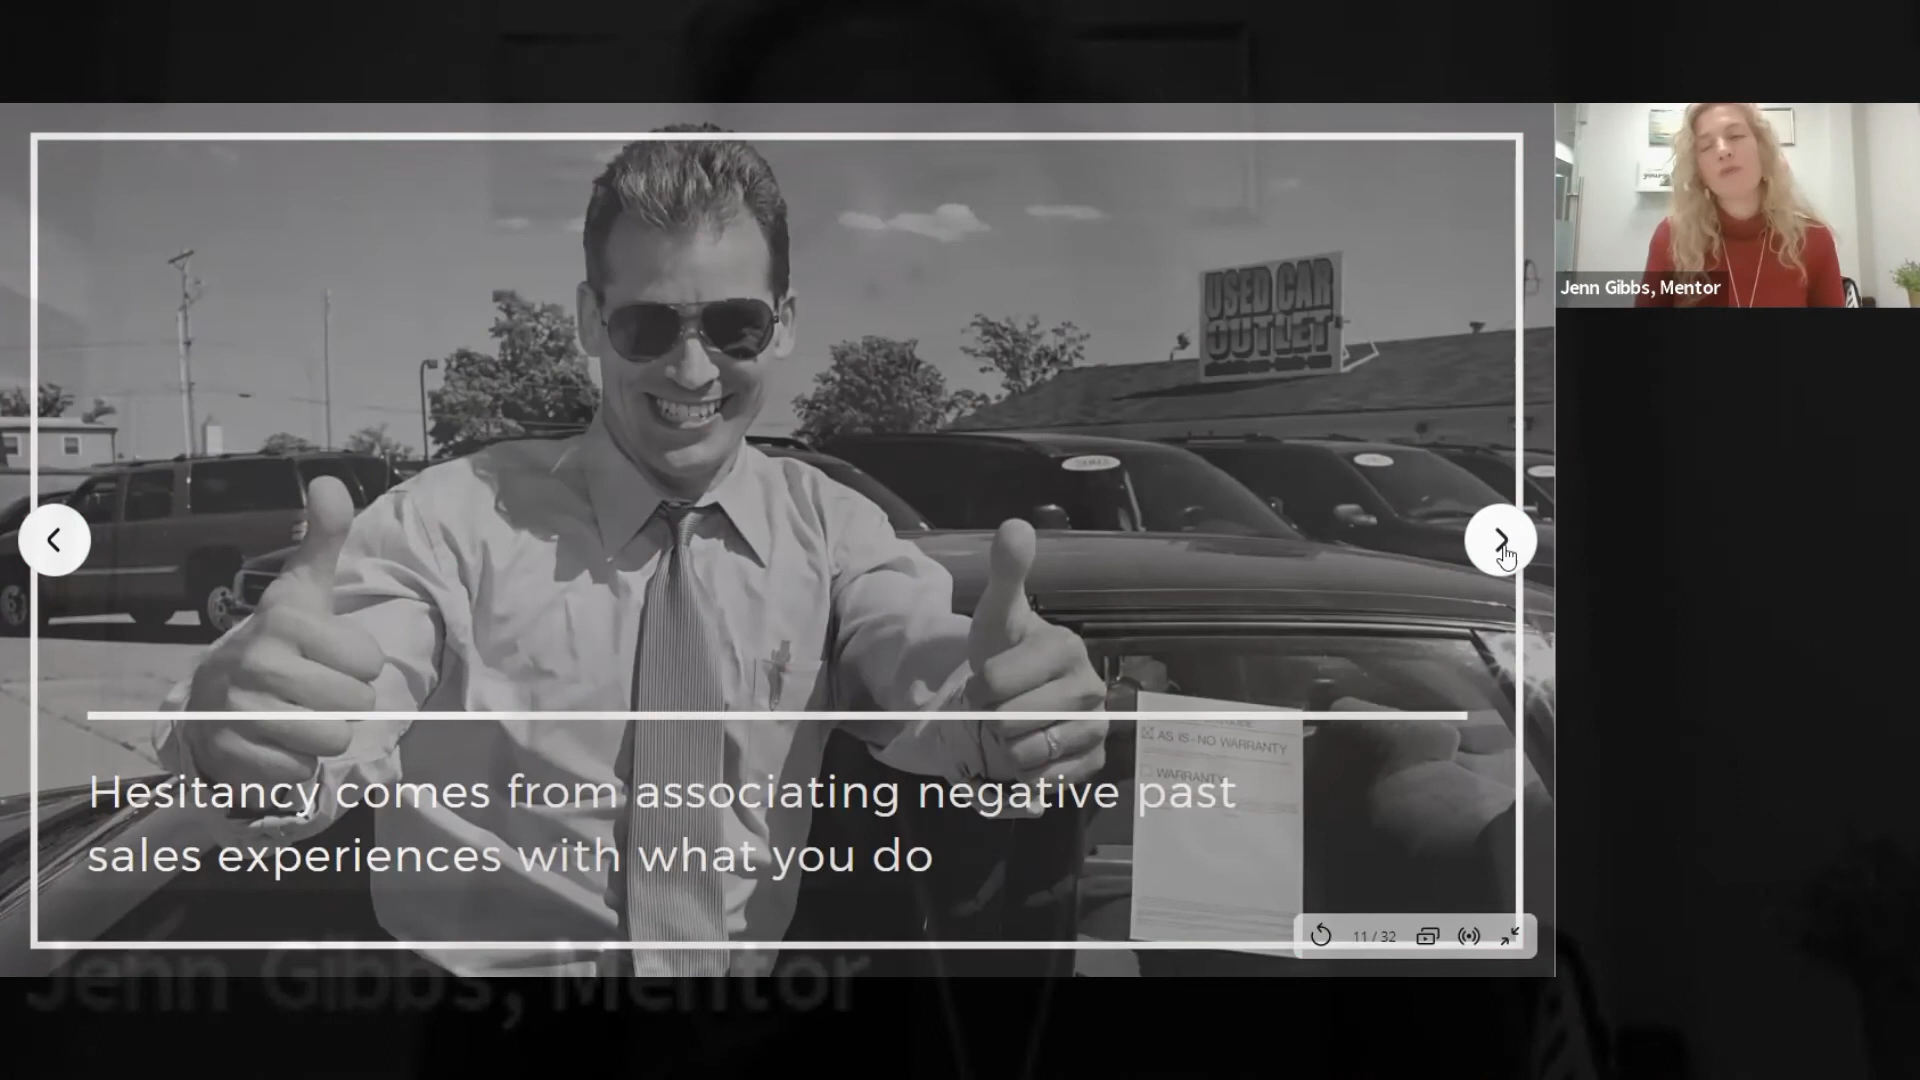 USED CAR
OUTLET
yours
Jenn Gibbs, Mentor
AS IS - NO WARRANTY
WARRANTY
Hesitancy comes from associating negative past
sales experiences with what you do
11 / 32
Jenn Gibbs, Mentor